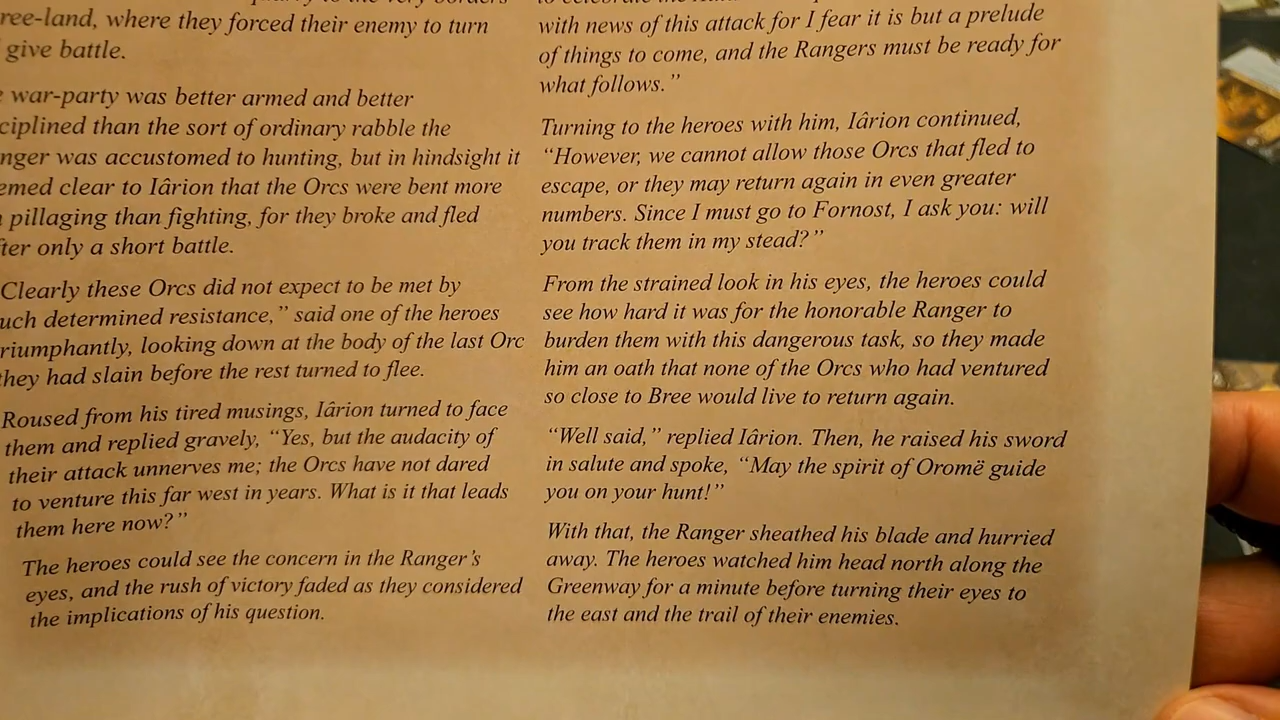 ree-land, where they forced their enemy to turn
give battle.
war-party was better armed and better
ciplined than the sort of ordinary rabble the
nger was accustomed to hunting, but in hindsight it
emed clear to Iârion that the Orcs were bent more
pillaging than fighting, for they broke and fled
fter only a short battle.
Clearly these Orcs did not expect to be met by
uch determined resistance,” said one of the heroes
riumphantly, looking down at the body of the last Orc
they had slain before the rest turned to flee.
Roused from his tired musings, Iârion turned to face
them and replied gravely, “Yes, but the audacity of
their attack unnerves me; the Orcs have not dared
to venture this far west in years. What is it that leads
them here now?”
The heroes could see the concern in the Ranger’s
eyes, and the rush of victory faded as they considered
the implications of his question.
with news of this attack for I fear it is but a prelude
of things to come, and the Rangers must be ready for
what follows.”
Turning to the heroes with him, Iârion continued,
“However, we cannot allow those Orcs that fled to
escape, or they may return again in even greater
numbers. Since I must go to Fornost, I ask you: will
you track them in my stead?”
From the strained look in his eyes, the heroes could
see how hard it was for the honorable Ranger to
burden them with this dangerous task, so they made
him an oath that none of the Orcs who had ventured
so close to Bree would live to return again.
“Well said,” replied Iârion. Then, he raised his sword
in salute and spoke, “May the spirit of Oromë guide
you on your hunt!”
With that, the Ranger sheathed his blade and hurried
away. The heroes watched him head north along the
Greenway for a minute before turning their eyes to
the east and the trail of their enemies.